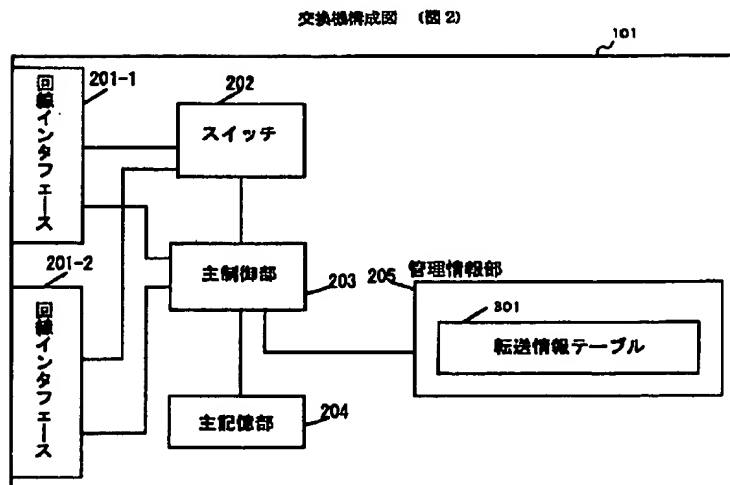 交換機構成図 (図2)
101
回線インタフェース
201-1
202
スイッチ
201-2
回線インタフェース
主制御部
203
205
管理情報部
301
転送情報テーブル
主記憶部
204